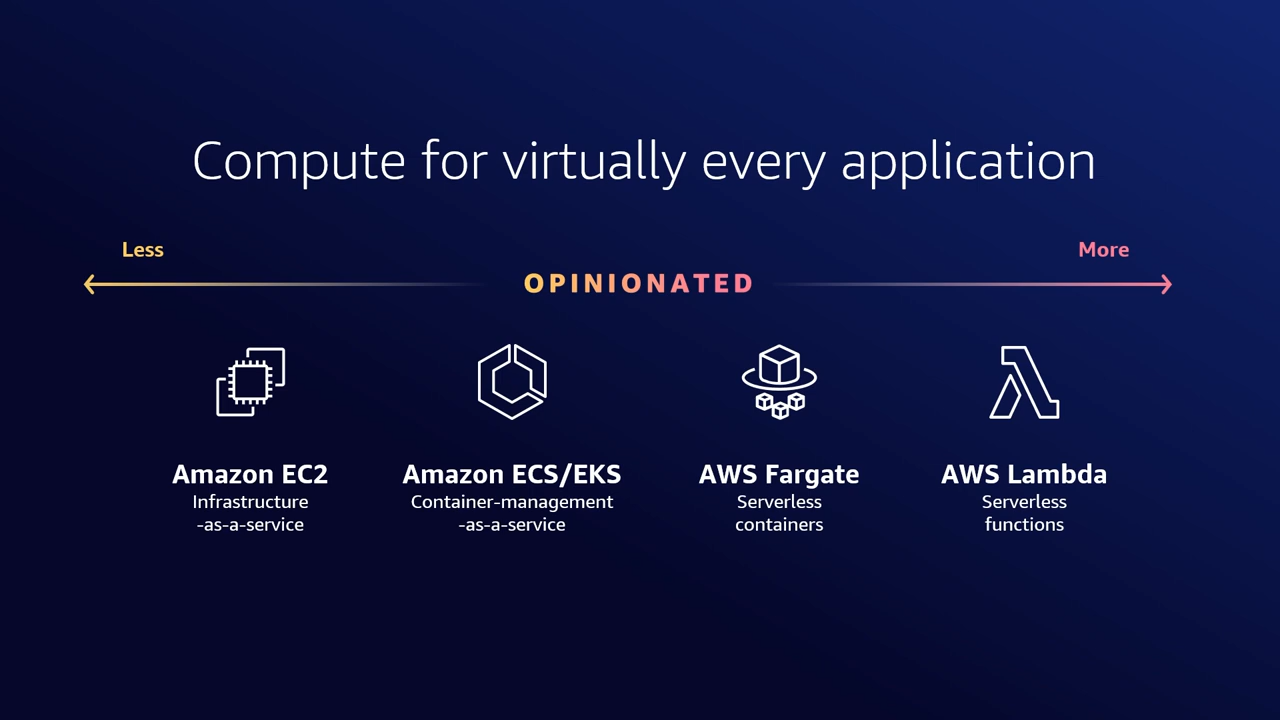 Compute for virtually every application
Less
More
OPINIONATED
Amazon EC2
Infrastructure
-as-a-service
Amazon ECS/EKS
Container-management
-as-a-service
AWS Fargate
Serverless
containers
AWS Lambda
Serverless
functions